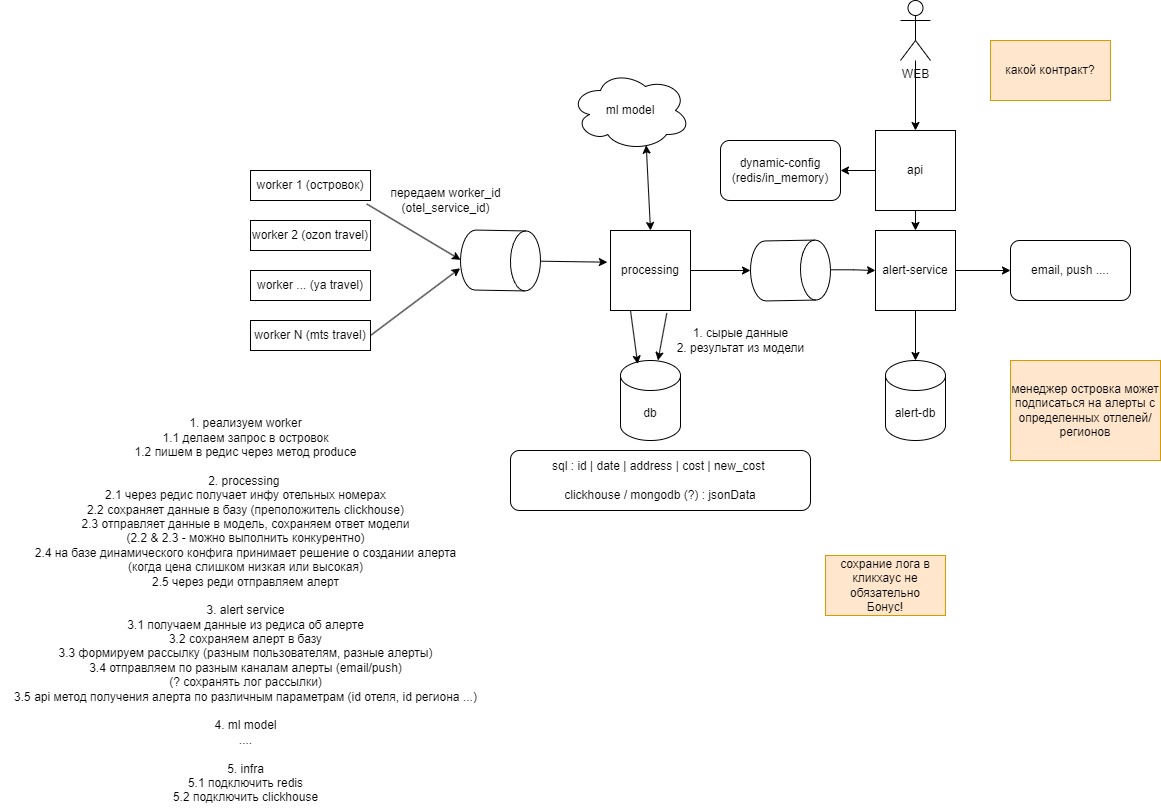 WEB
какой контракт?
ml model
dynamic-config
(redis/in_memory)
api
worker 1 (островок)
передаем worker_id
(otel_service_id)
worker 2 (ozon travel)
worker ... (ya travel)
worker N (mts travel)
processing
alert-service
email, push ....
1. сырые данные
2. результат из модели
db
alert-db
менеджер островка может
подписаться на алерты с
определенных отлелей/
регионов
sql : id | date | address | cost | new_cost
clickhouse / mongodb (?) : jsonData
сохрание лога в
кликхаус не
обязательно
Бонус!
1. реализуем worker
1.1 делаем запрос в островок
1.2 пишем в редис через метод produce
2. processing
2.1 через редис получает инфу отельных номерах
2.2 сохраняет данные в базу (преположитель clickhouse)
2.3 отправляет данные в модель, сохраняем ответ модели
(2.2 & 2.3 - можно выполнить конкурентно)
2.4 на базе динамического конфига принимает решение о создании алерта
(когда цена слишком низкая или высокая)
2.5 через реди отправляем алерт
3. alert service
3.1 получаем данные из редиса об алерте
3.2 сохраняем алерт в базу
3.3 формируем рассылку (разным пользователям, разные алерты)
3.4 отправляем по разным каналам алерты (email/push)
(? сохранять лог рассылки)
3.5 api метод получения алерта по различным параметрам (id отеля, id региона ...)
4. ml model
....
5. infra
5.1 подключить redis
5.2 подключить clickhouse